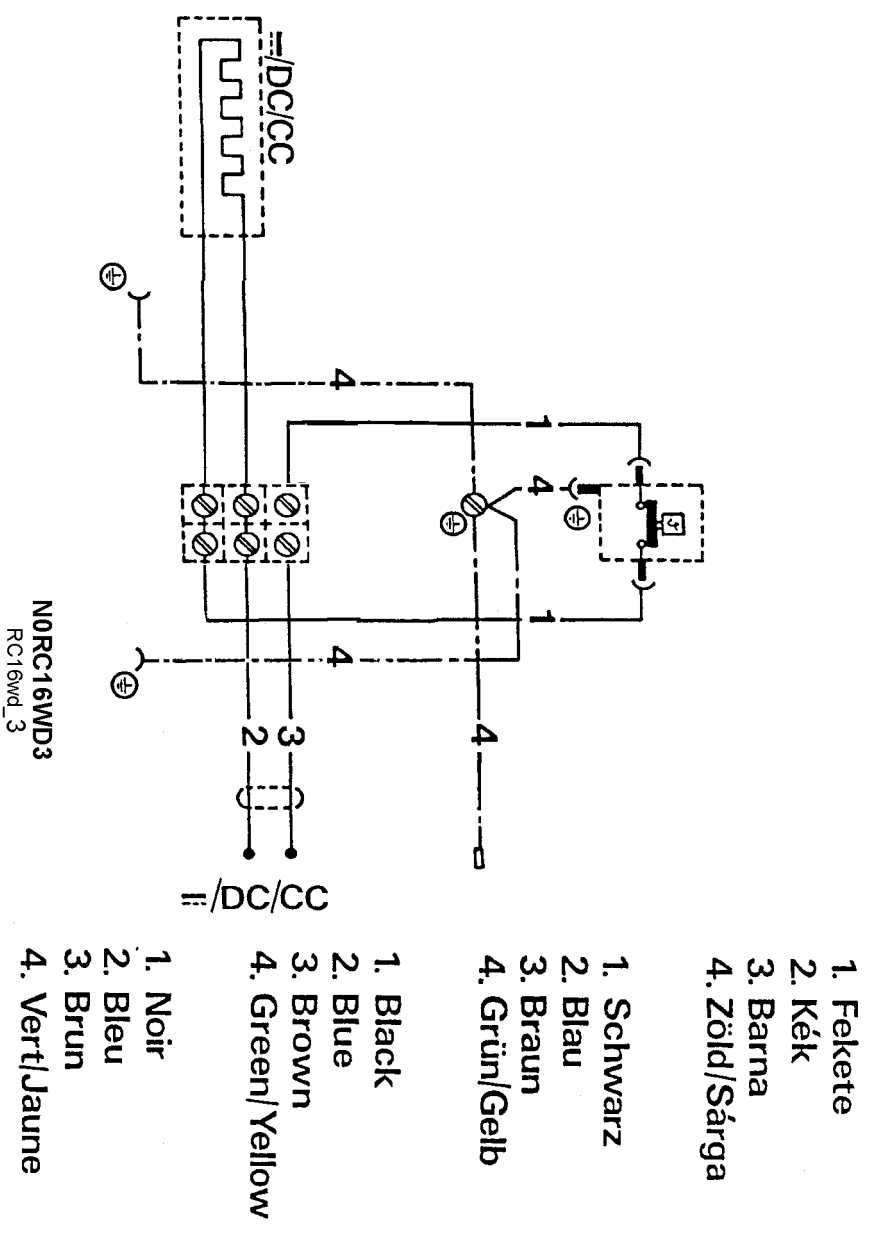 ⎓/DC/CC
4
1
4
1
4
2
3
4
⎓/DC/CC
N0RC16WD3
RC16wd_3
1. Fekete
2. Kék
3. Barna
4. Zöld/Sárga
1. Schwarz
2. Blau
3. Braun
4. Grün/Gelb
1. Black
2. Blue
3. Brown
4. Green/Yellow
1. Noir
2. Bleu
3. Brun
4. Vert/Jaune